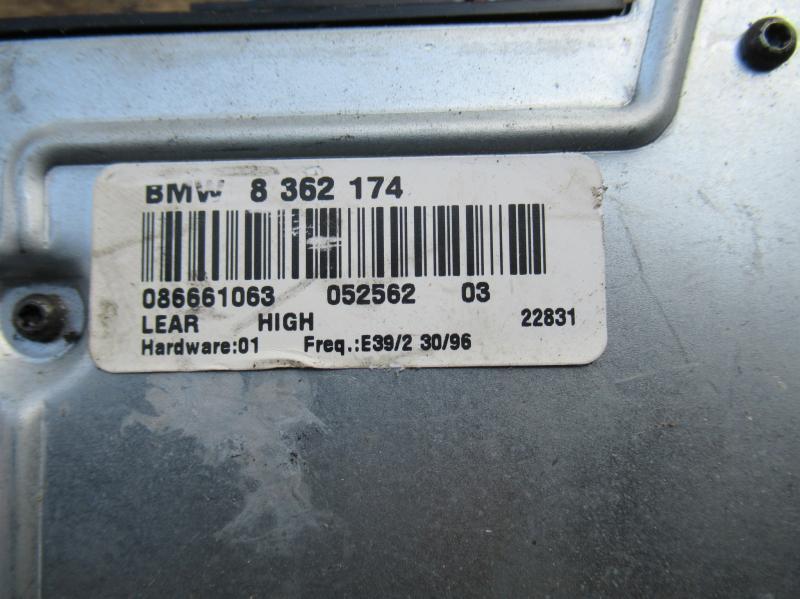 BMW 8 362 174
086661063 052562 03
LEAR HIGH 22831
Hardware:01 Freq.:E39/2 30/96